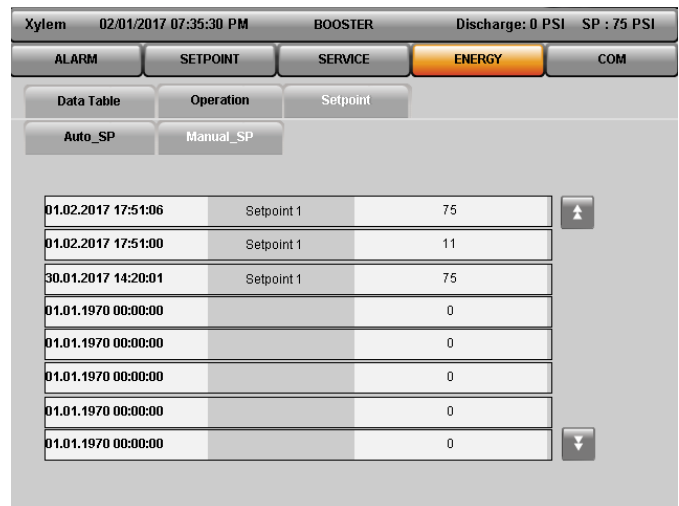 Xylem 02/01/2017 07:35:30 PM BOOSTER Discharge: 0 PSI SP : 75 PSI
ALARM SETPOINT SERVICE ENERGY COM
Data Table Operation Setpoint
Auto_SP Manual_SP
01.02.2017 17:51:06 Setpoint 1 75
01.02.2017 17:51:00 Setpoint 1 11
30.01.2017 14:20:01 Setpoint 1 75
01.01.1970 00:00:00 0
01.01.1970 00:00:00 0
01.01.1970 00:00:00 0
01.01.1970 00:00:00 0
01.01.1970 00:00:00 0